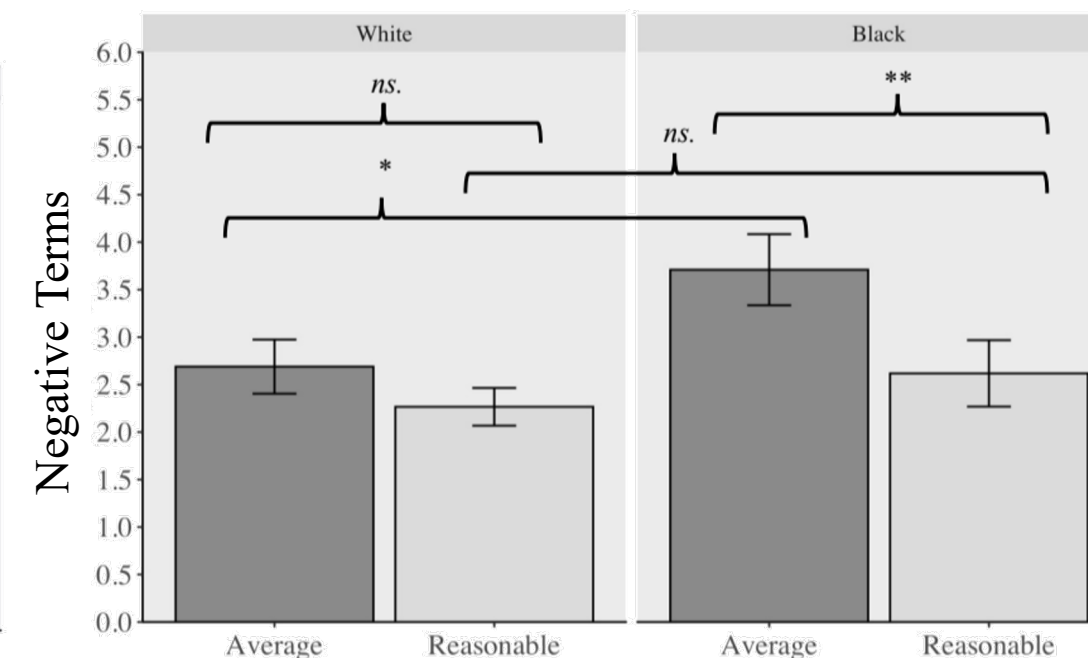 White
Black
Negative Terms
6.0
5.5
5.0
4.5
4.0
3.5
3.0
2.5
2.0
1.5
1.0
0.5
0.0
ns.
**
ns.
*
Average
Reasonable
Average
Reasonable